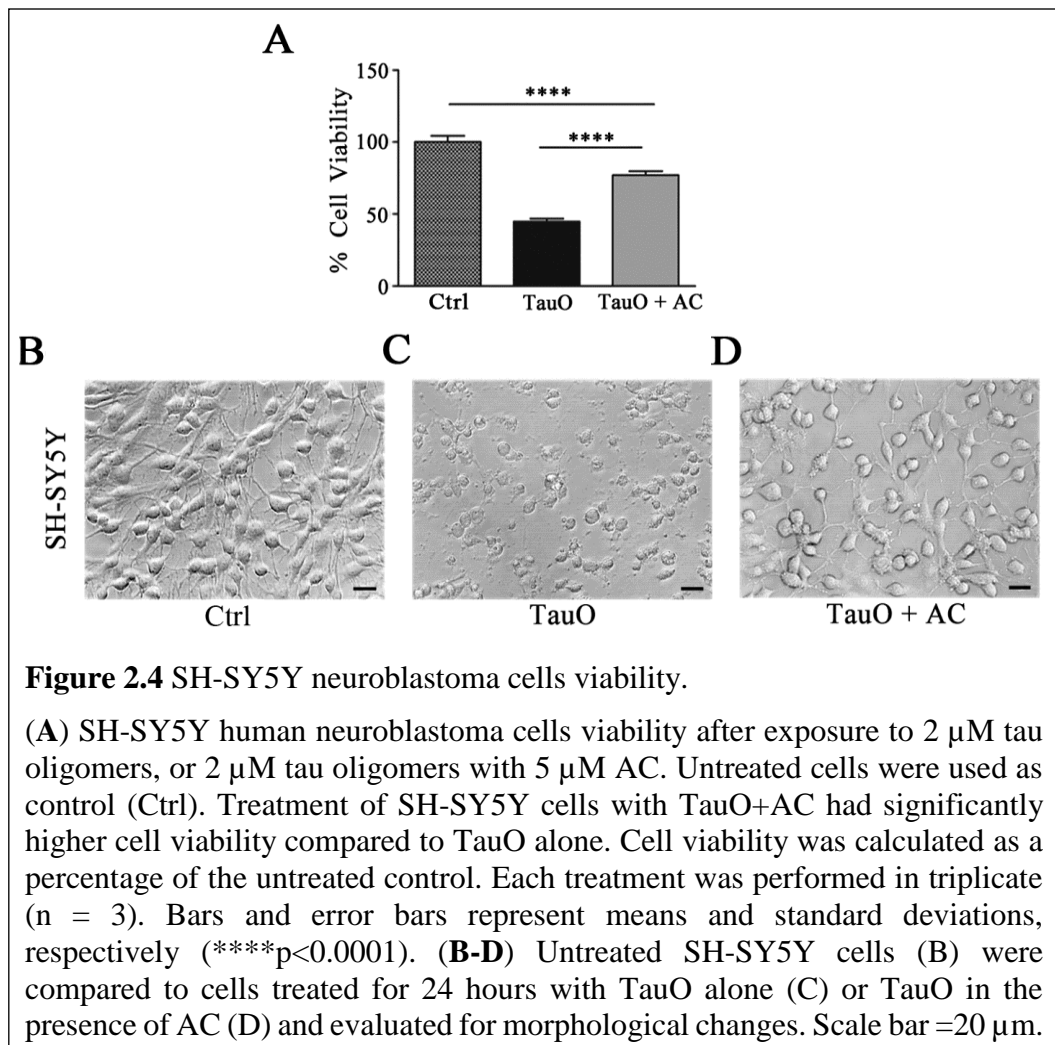 A
150
100
50
0
% Cell Viability
****
****
Ctrl
TauO
TauO + AC
B
C
D
SH-SY5Y
Ctrl
TauO
TauO + AC
Figure 2.4 SH-SY5Y neuroblastoma cells viability.
(A) SH-SY5Y human neuroblastoma cells viability after exposure to 2 µM tau
oligomers, or 2 µM tau oligomers with 5 µM AC. Untreated cells were used as
control (Ctrl). Treatment of SH-SY5Y cells with TauO+AC had significantly
higher cell viability compared to TauO alone. Cell viability was calculated as a
percentage of the untreated control. Each treatment was performed in triplicate
(n = 3). Bars and error bars represent means and standard deviations,
respectively (****p<0.0001). (B-D) Untreated SH-SY5Y cells (B) were
compared to cells treated for 24 hours with TauO alone (C) or TauO in the
presence of AC (D) and evaluated for morphological changes. Scale bar =20 µm.